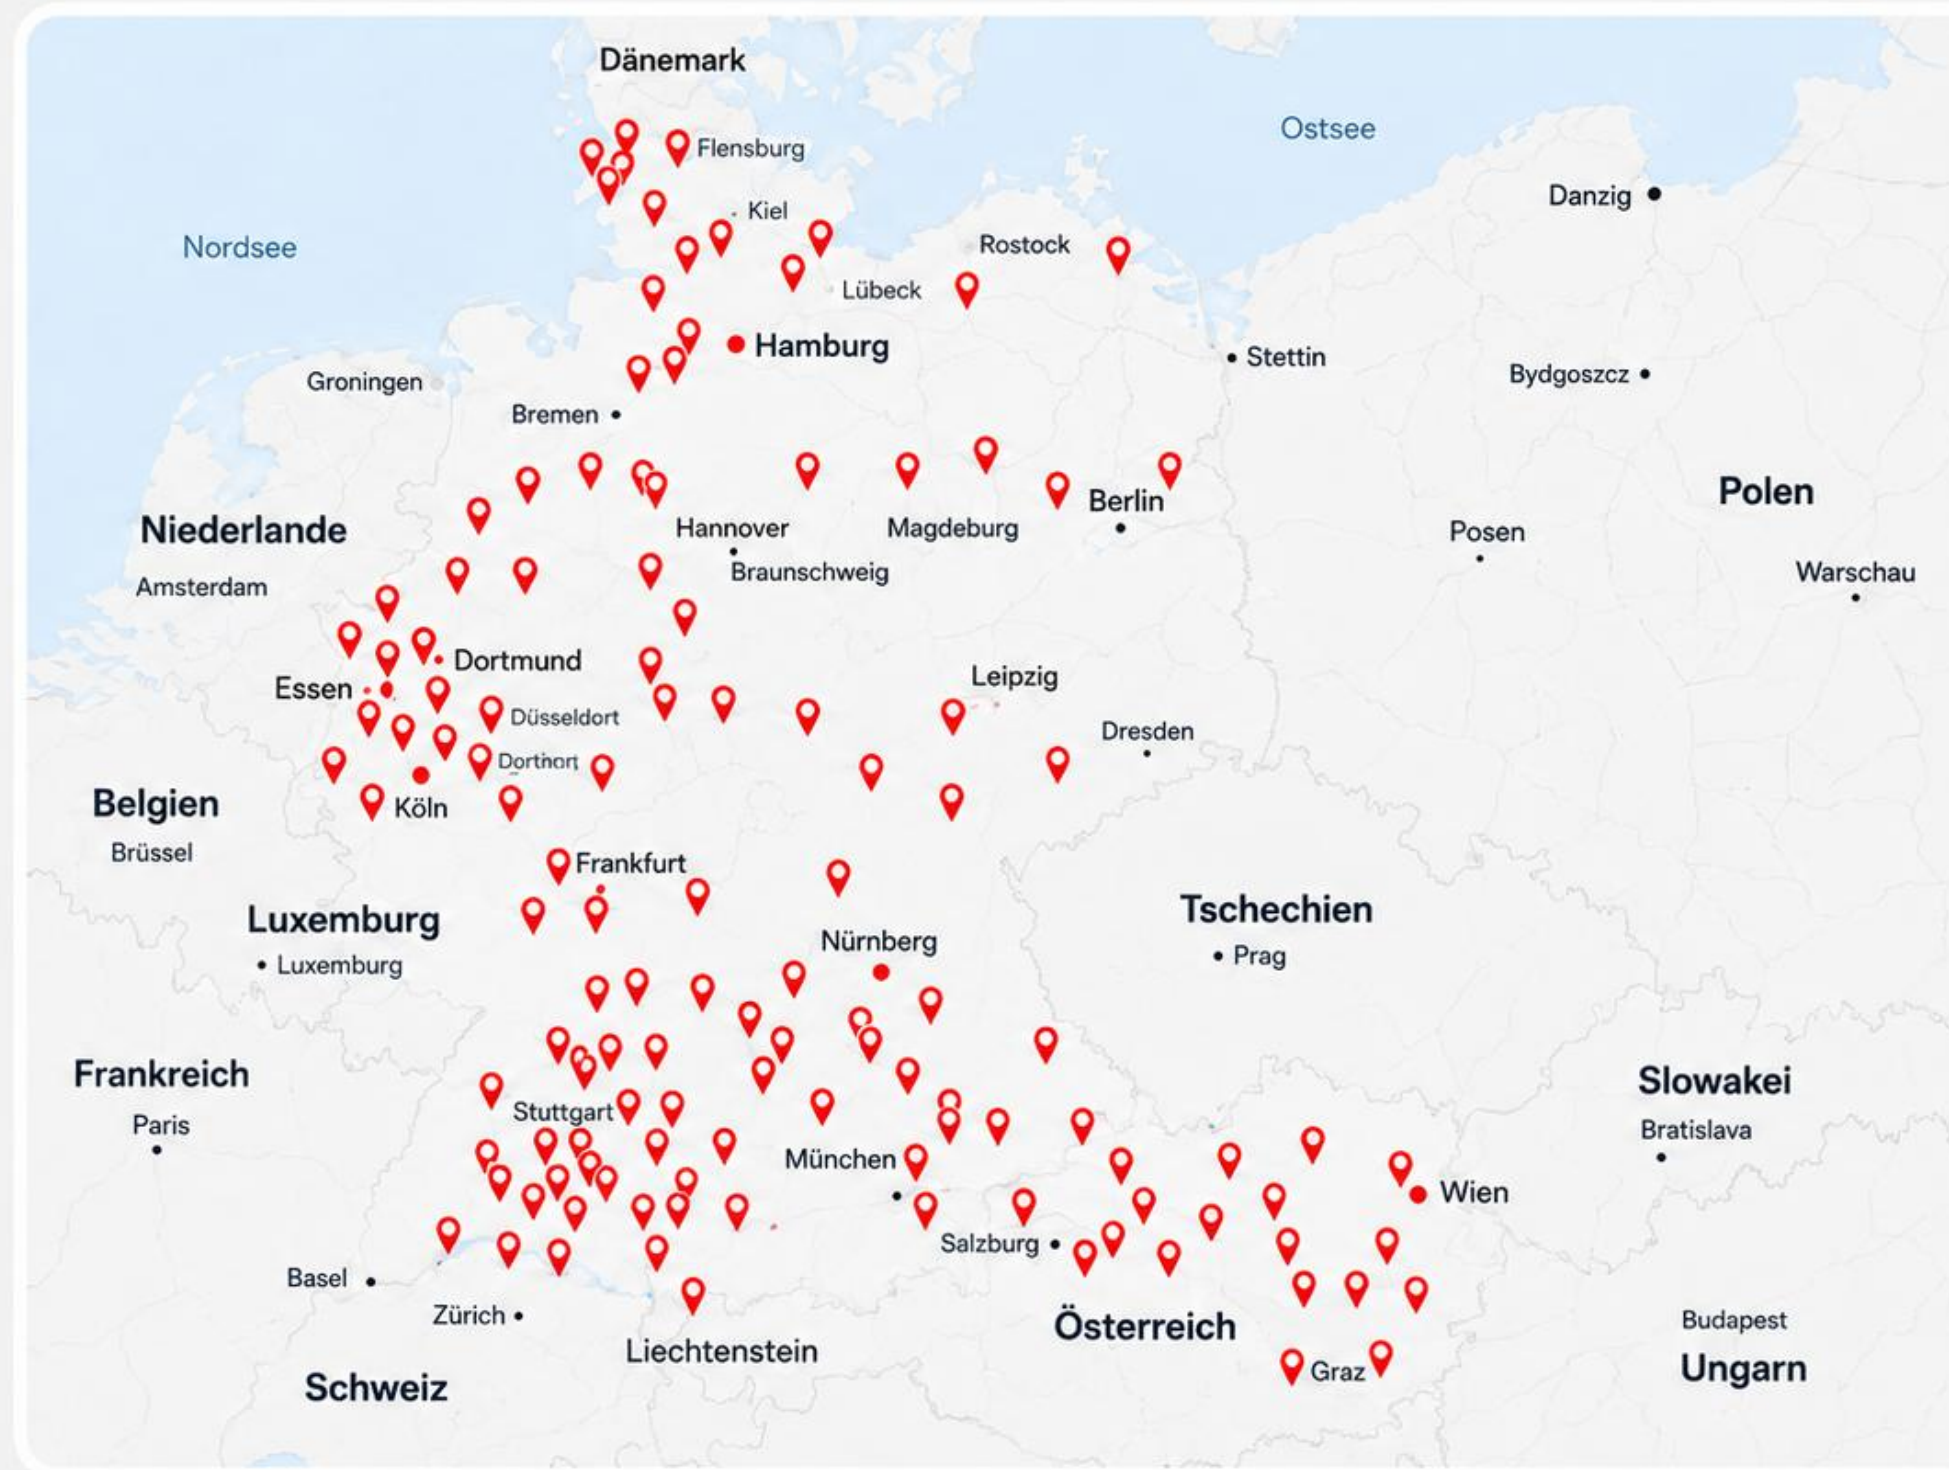 Dänemark
Flensburg
Ostsee
Danzig
Kiel
Nordsee
Rostock
Lübeck
Hamburg
Stettin
Groningen
Bydgoszcz
Bremen
Polen
Berlin
Niederlande
Hannover
Magdeburg
Posen
Amsterdam
Braunschweig
Warschau
Dortmund
Essen
Leipzig
Düsseldort
Dresden
Dorthort
Belgien
Köln
Brüssel
Frankfurt
Luxemburg
Tschechien
Nürnberg
Luxemburg
Prag
Frankreich
Slowakei
Stuttgart
Paris
Bratislava
München
Wien
Salzburg
Basel
Zürich
Österreich
Budapest
Liechtenstein
Graz
Ungarn
Schweiz